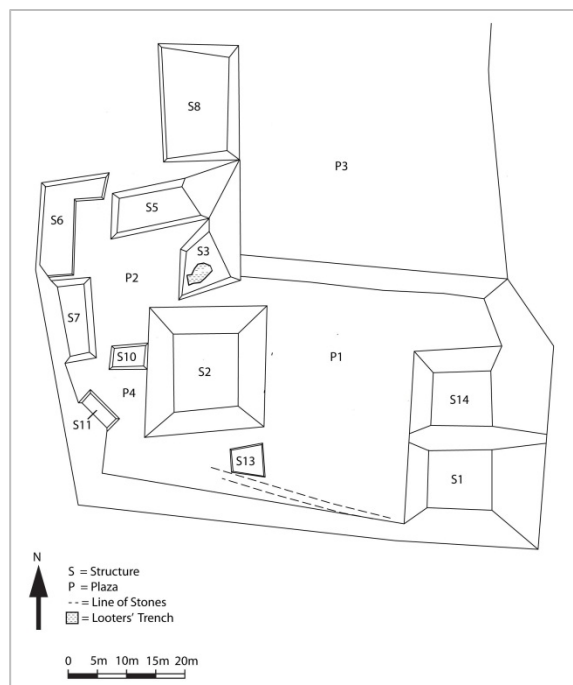 S8
P3
S6
S5
S3
P2
S7
S10
S2
P1
S14
P4
S11
S13
S1
N
S = Structure
P = Plaza
--- = Line of Stones
= Looters' Trench
0 5m 10m 15m 20m